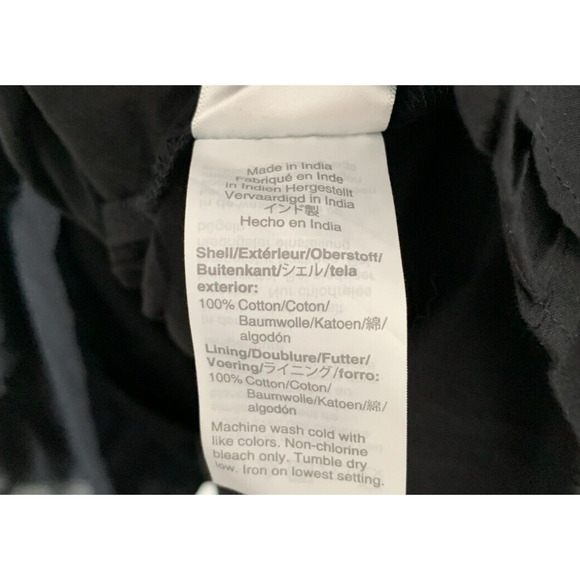 Made in India
Fabriqué en Inde
In Indien Hergestellt
Vervaardigd in India
インド製
Hecho en India
Shell/Extérieur/Oberstoff/
Buitenkant/シェル/tela
exterior:
100% Cotton/Coton/
Baumwolle/Katoen/綿/
algodón
Lining/Doublure/Futter/
Voering/ライニング/forro:
100% Cotton/Coton/
Baumwolle/Katoen/綿/
algodón
Machine wash cold with
like colors. Non-chlorine
bleach only. Tumble dry
low. Iron on lowest setting.